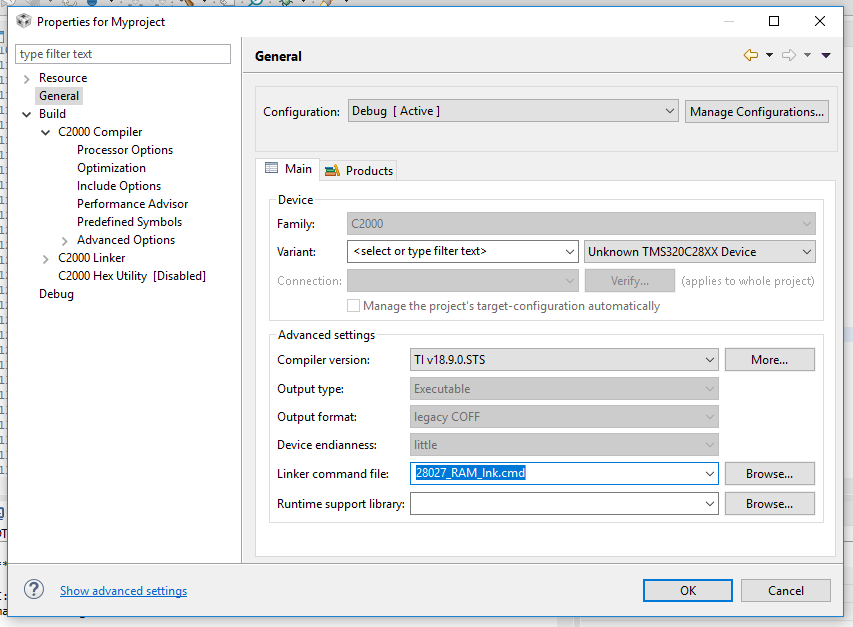 Properties for Myproject
type filter text
Resource
General
Build
C2000 Compiler
Processor Options
Optimization
Include Options
Performance Advisor
Predefined Symbols
Advanced Options
C2000 Linker
C2000 Hex Utility [Disabled]
Debug
General
Configuration: Debug [ Active ] Manage Configurations...
Main Products
Device
Family: C2000
Variant: <select or type filter text> Unknown TMS320C28XX Device
Connection: Verify... (applies to whole project)
Manage the project's target-configuration automatically
Advanced settings
Compiler version: TI v18.9.0.STS More...
Output type: Executable
Output format: legacy COFF
Device endianness: little
Linker command file: 28027_RAM_lnk.cmd Browse...
Runtime support library: Browse...
Show advanced settings OK Cancel